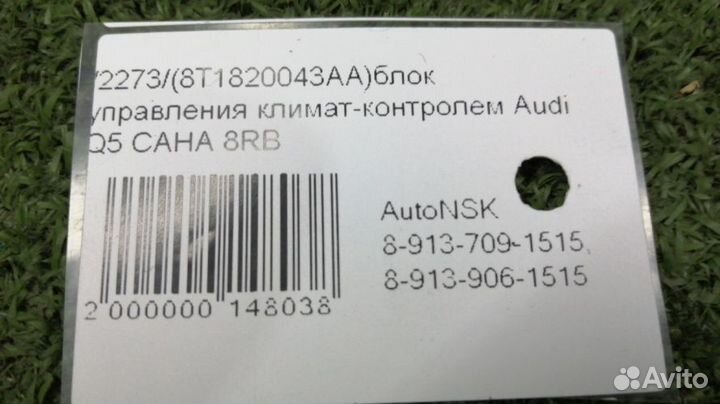 /2273/(8T1820043AA)блок
управления климат-контролем Audi
Q5 CAHA 8RB
AutoNSK
8-913-709-1515,
8-913-906-1515
2 000000 148038
Avito